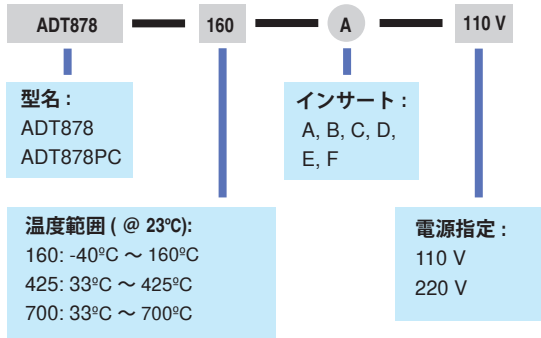 ADT878 160 A 110 V
型名 :
ADT878
ADT878PC
インサート :
A, B, C, D,
E, F
温度範囲 ( @ 23ºC):
160: -40ºC ～ 160ºC
425: 33ºC ～ 425ºC
700: 33ºC ～ 700ºC
電源指定 :
110 V
220 V